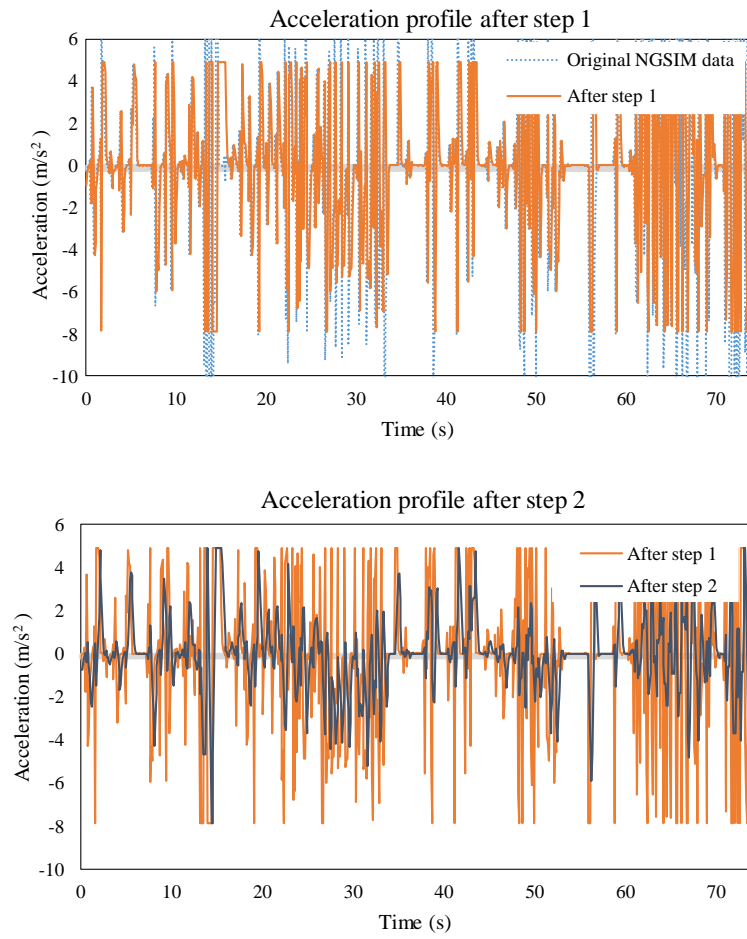 Acceleration profile after step 1
6
4
2
0
-2
-4
-6
-8
-10
Acceleration (m/s²)
Original NGSIM data
After step 1
0 10 20 30 40 50 60 70
Time (s)
Acceleration profile after step 2
6
4
2
0
-2
-4
-6
-8
-10
Acceleration (m/s²)
After step 1
After step 2
0 10 20 30 40 50 60 70
Time (s)